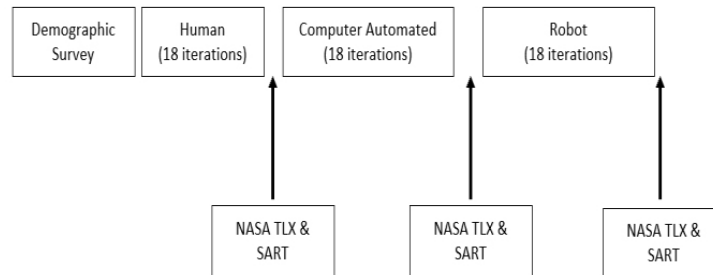 Demographic
Survey
Human
(18 iterations)
Computer Automated
(18 iterations)
Robot
(18 iterations)
NASA TLX &
SART
NASA TLX &
SART
NASA TLX &
SART